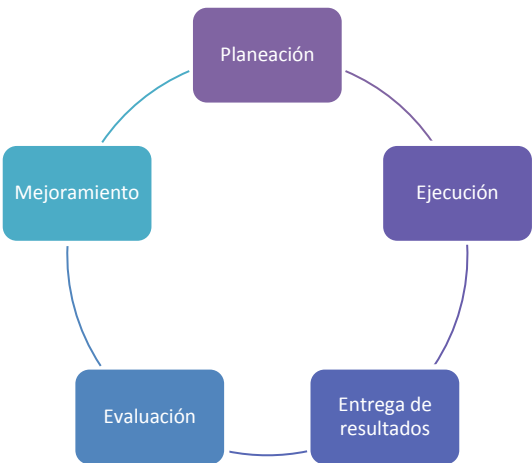 Planeación
Ejecución
Entrega de
resultados
Evaluación
Mejoramiento